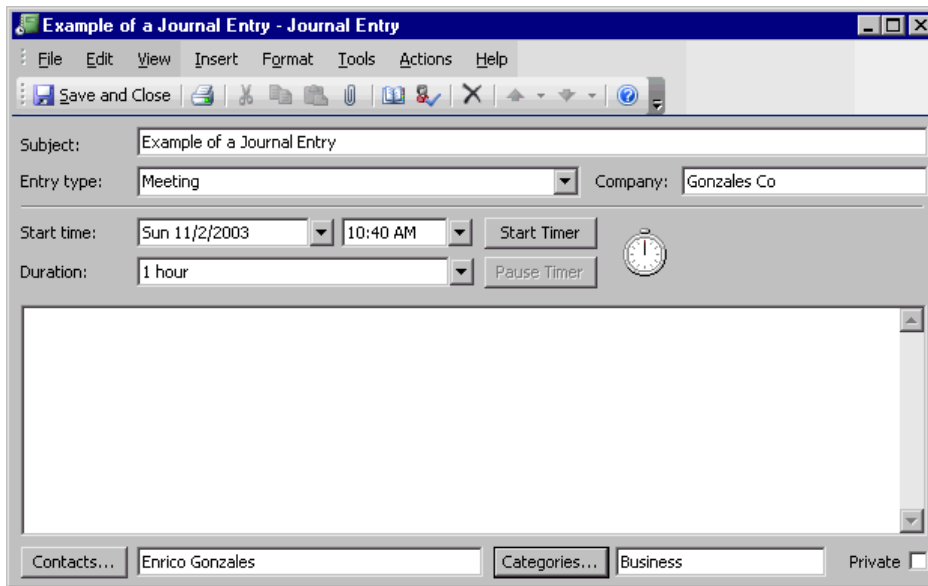 Example of a Journal Entry - Journal Entry
File Edit View Insert Format Tools Actions Help
Save and Close
Subject: Example of a Journal Entry
Entry type: Meeting Company: Gonzales Co
Start time: Sun 11/2/2003 10:40 AM Start Timer
Duration: 1 hour Pause Timer
Contacts... Enrico Gonzales Categories... Business Private